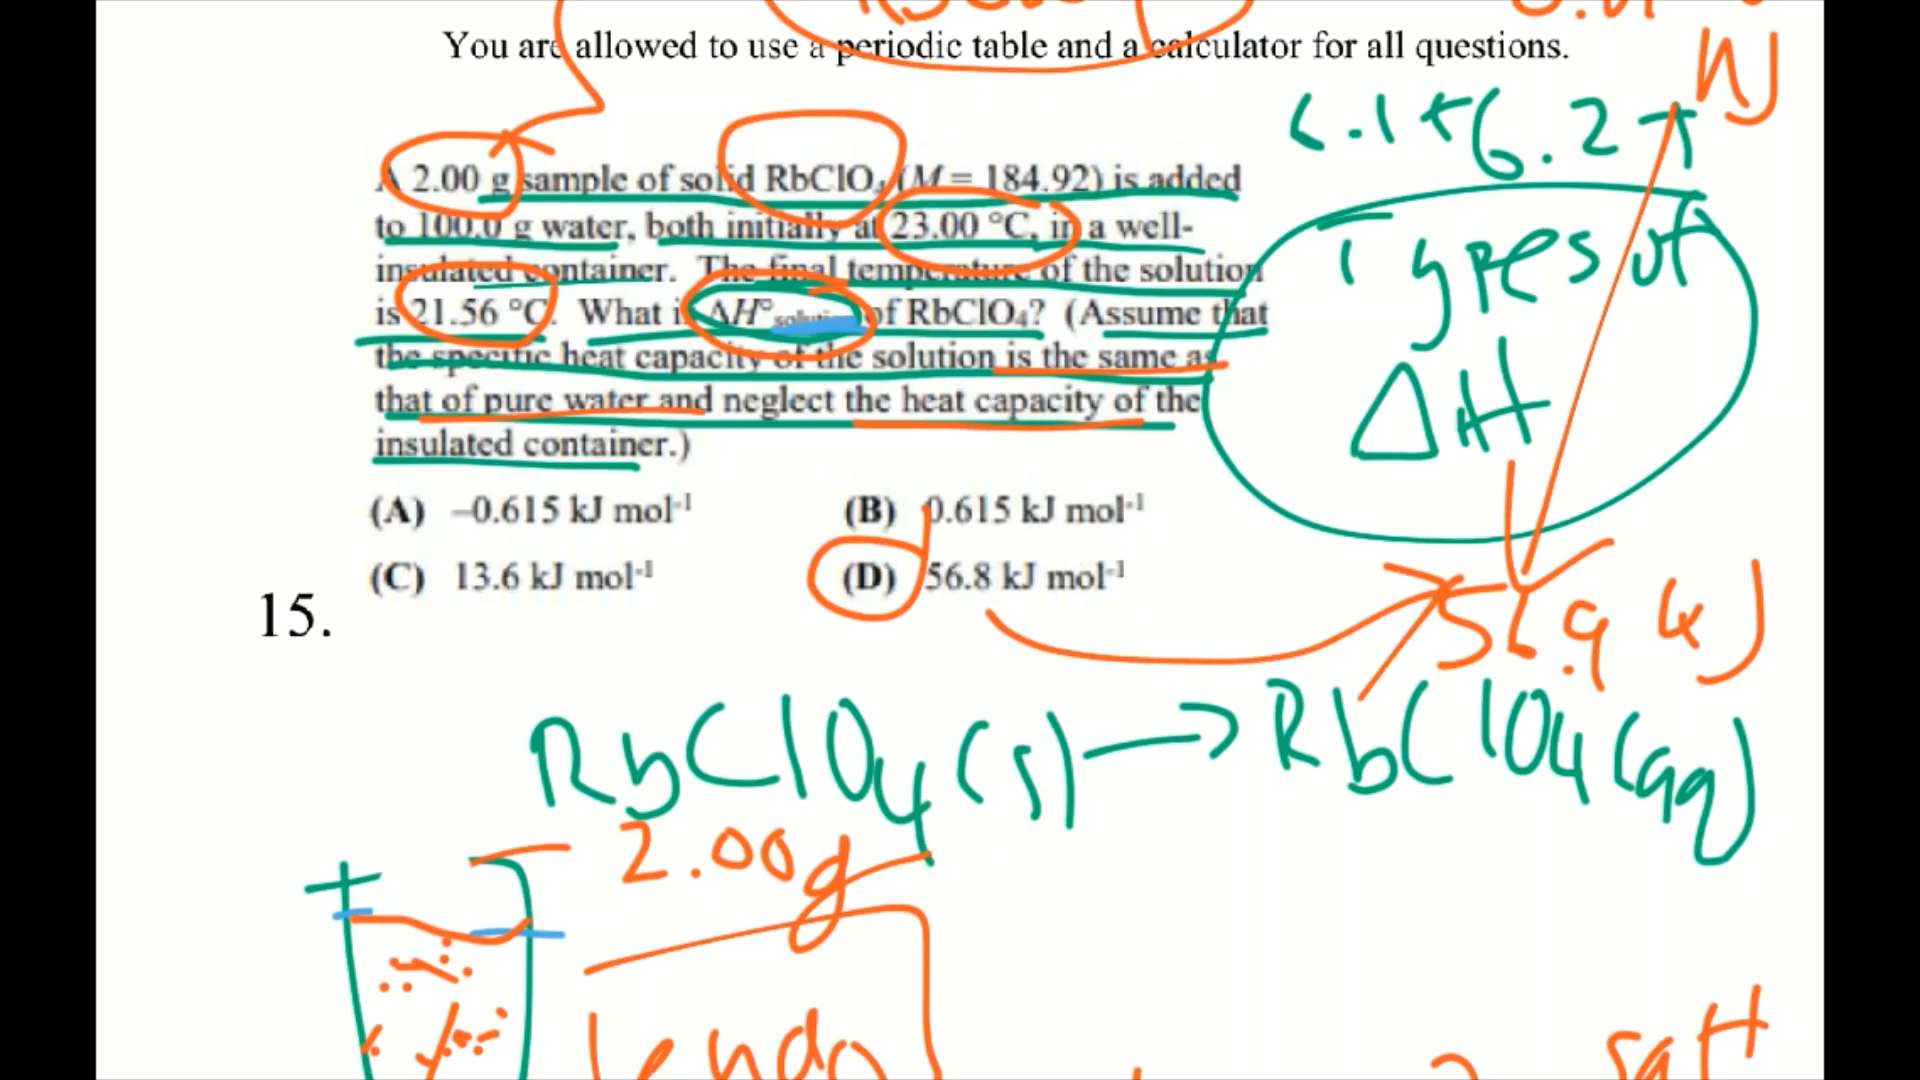 You are allowed to use a periodic table and a calculator for all questions.
kJ
6.1 + 6.2
A 2.00 g sample of solid RbClO₄ (M = 184.92) is added
to 100.0 g water, both initially at 23.00 °C, in a well-
insulated container. The final temperature of the solution
is 21.56 °C. What is ΔH°solution of RbClO₄? (Assume that
the specific heat capacity of the solution is the same as
that of pure water and neglect the heat capacity of the
insulated container.)
Types of
ΔH
(A) –0.615 kJ mol⁻¹ (B) 0.615 kJ mol⁻¹
(C) 13.6 kJ mol⁻¹ (D) 56.8 kJ mol⁻¹
15.
56.9 kJ
RbClO4(s) → RbClO4(aq)
2.00g
endo